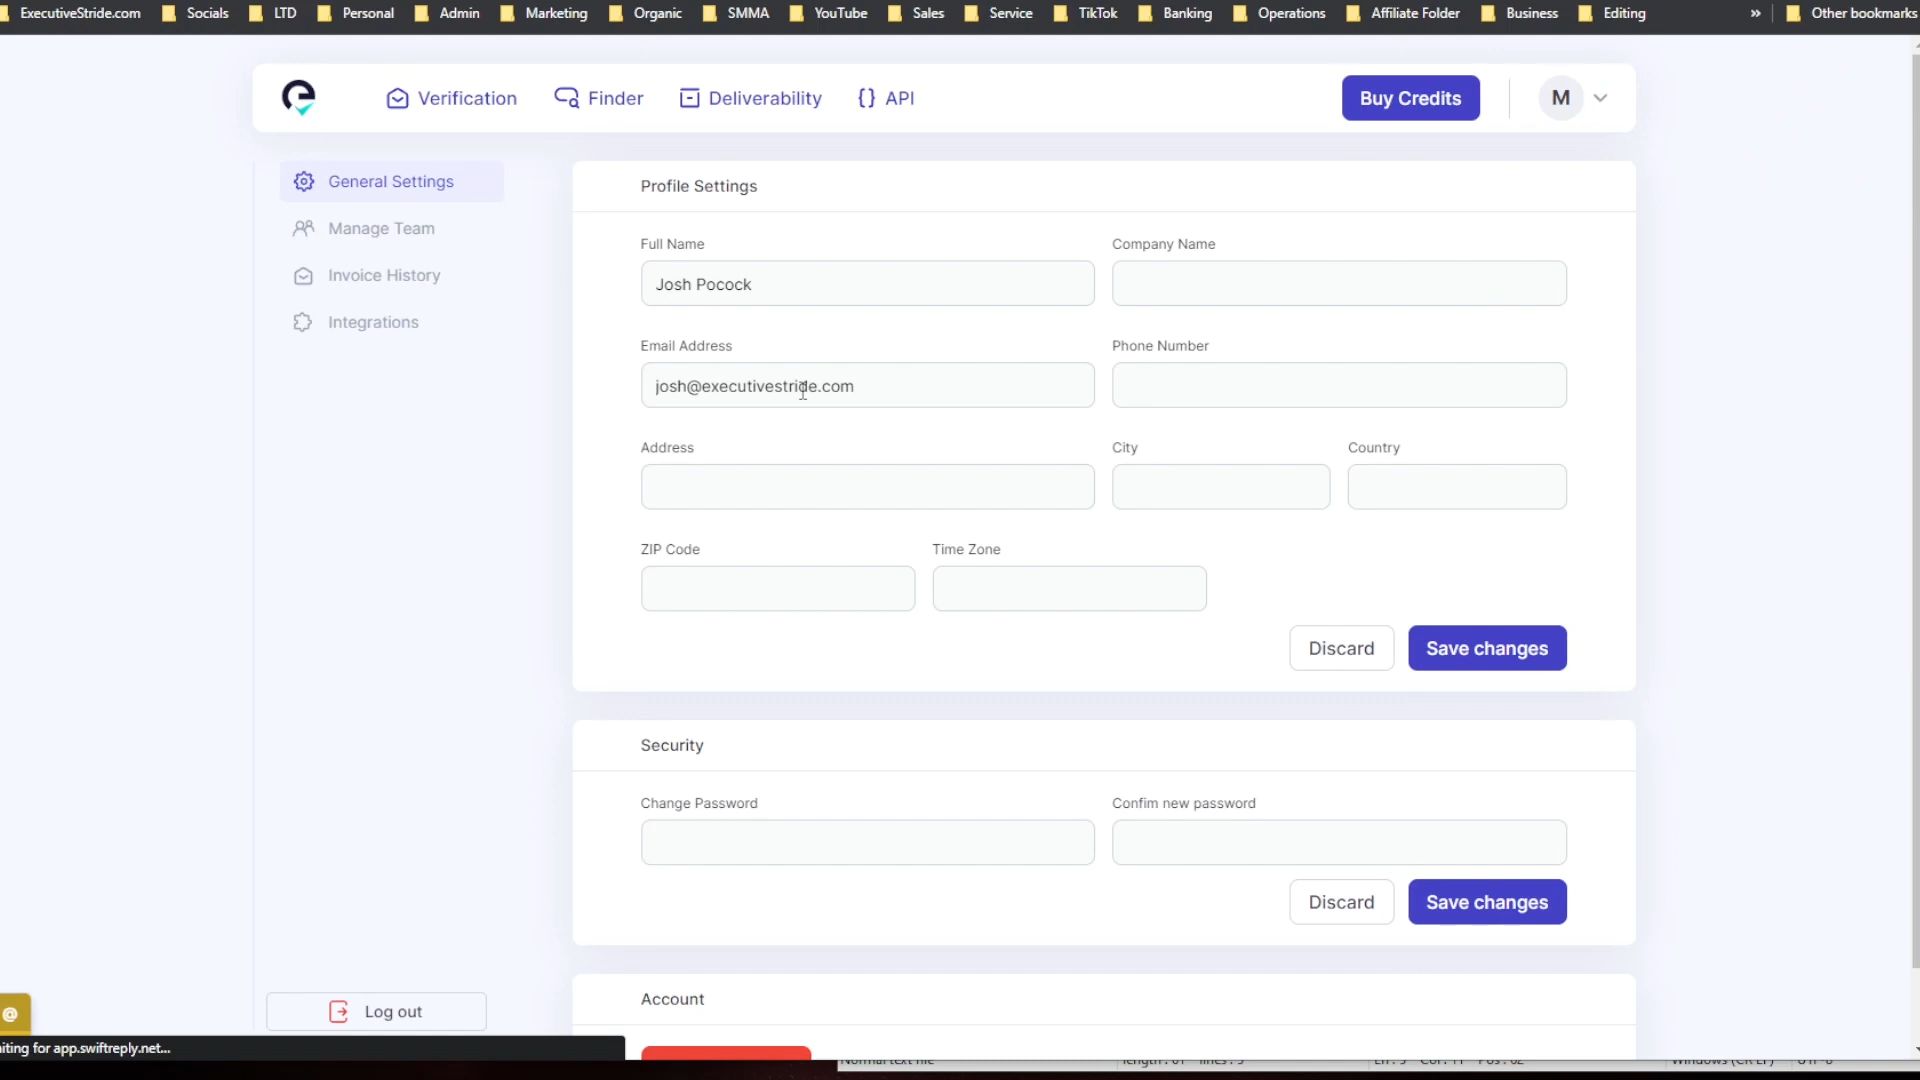 ExecutiveStride.com Socials LTD Personal Admin Marketing Organic SMMA YouTube Sales Service TikTok Banking Operations Affiliate Folder Business Editing » Other bookmarks
Verification Finder Deliverability {} API Buy Credits M
General Settings
Manage Team
Invoice History
Integrations
Profile Settings
Full Name Company Name
Josh Pocock
Email Address Phone Number
josh@executivestride.com
Address City Country
ZIP Code Time Zone
Discard Save changes
Security
Change Password Confim new password
Discard Save changes
Account
@ Log out
iting for app.swiftreply.net...